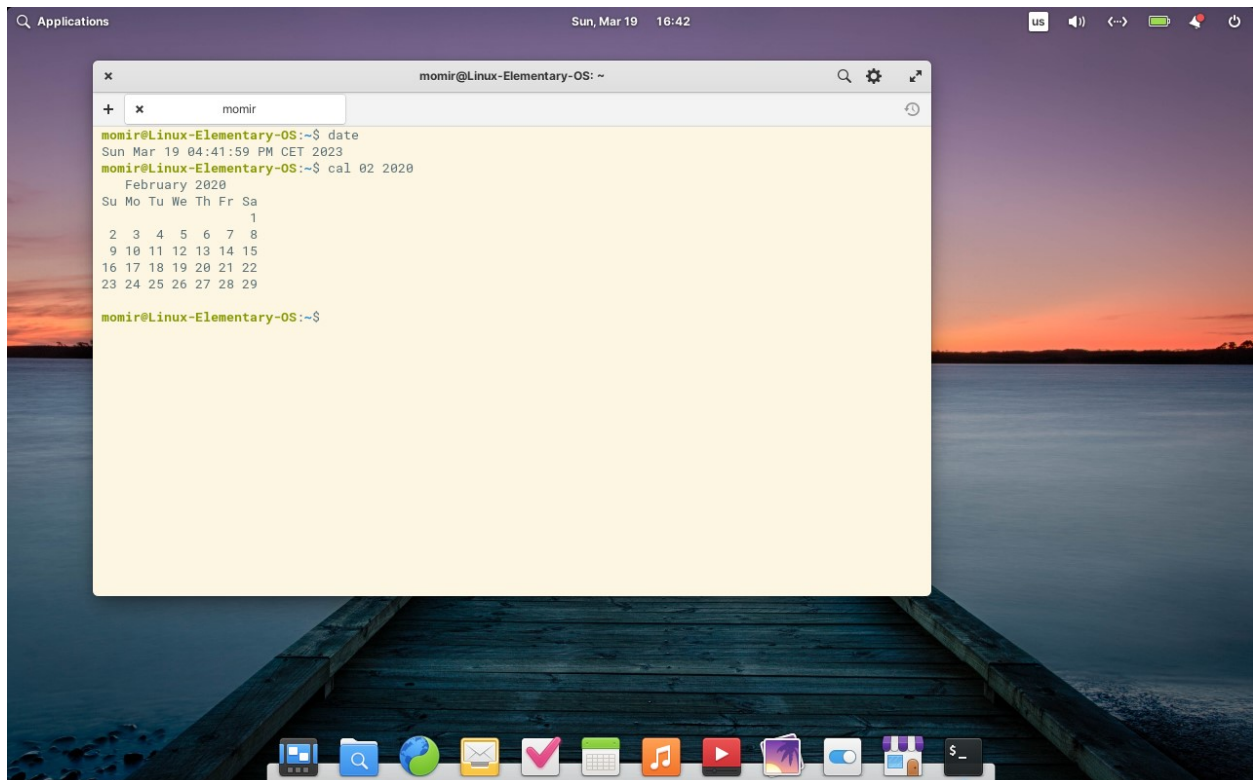 Applications
Sun, Mar 19 16:42
us
momir@Linux-Elementary-OS: ~
momir
momir@Linux-Elementary-OS:~$ date
Sun Mar 19 04:41:59 PM CET 2023
momir@Linux-Elementary-OS:~$ cal 02 2020
   February 2020
Su Mo Tu We Th Fr Sa
                   1
 2  3  4  5  6  7  8
 9 10 11 12 13 14 15
16 17 18 19 20 21 22
23 24 25 26 27 28 29
momir@Linux-Elementary-OS:~$
$_